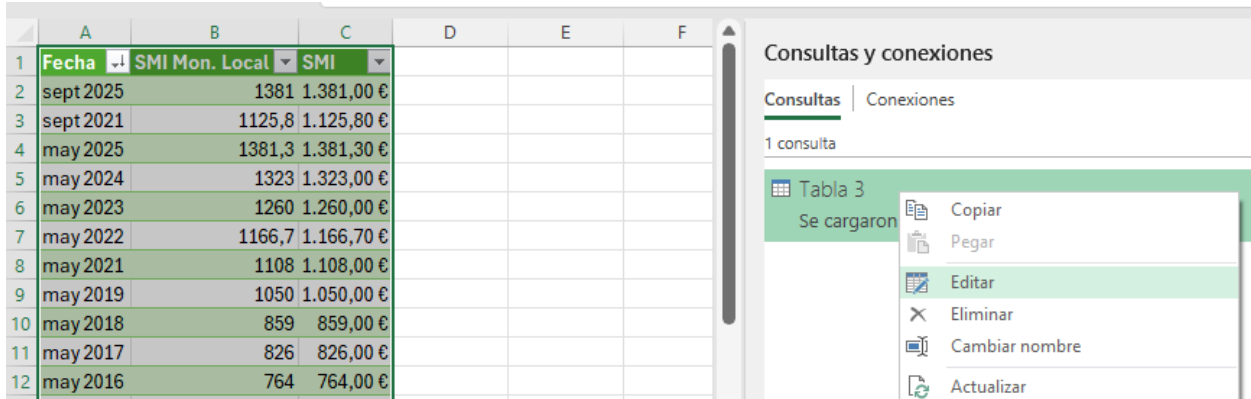 A B C D E F
1 Fecha SMI Mon. Local SMI
2 sept 2025 1381 1.381,00 €
3 sept 2021 1125,8 1.125,80 €
4 may 2025 1381,3 1.381,30 €
5 may 2024 1323 1.323,00 €
6 may 2023 1260 1.260,00 €
7 may 2022 1166,7 1.166,70 €
8 may 2021 1108 1.108,00 €
9 may 2019 1050 1.050,00 €
10 may 2018 859 859,00 €
11 may 2017 826 826,00 €
12 may 2016 764 764,00 €
Consultas y conexiones
Consultas Conexiones
1 consulta
Tabla 3
Se cargaron
Copiar
Pegar
Editar
Eliminar
Cambiar nombre
Actualizar